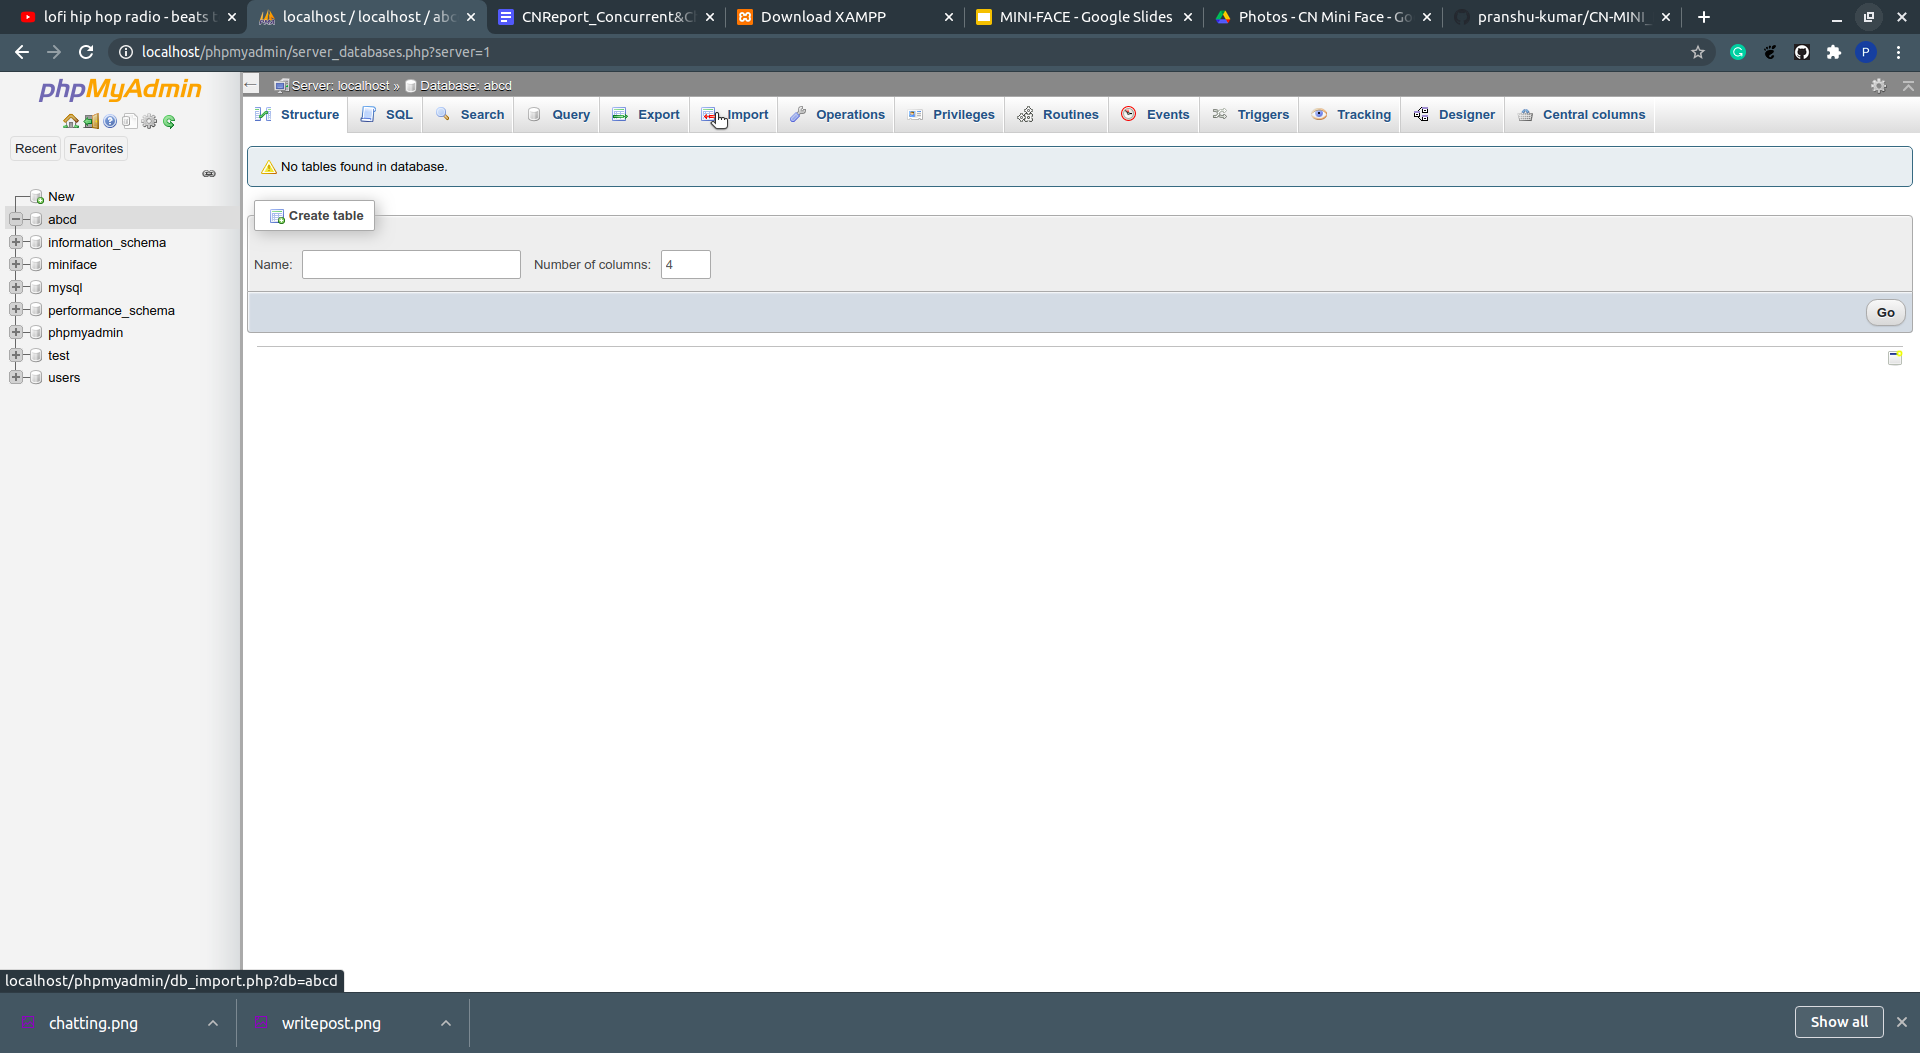 lofi hip hop radio - beats
localhost / localhost / abc
CNReport_Concurrent&C
Download XAMPP
MINI-FACE - Google Slides
Photos - CN Mini Face - Go
pranshu-kumar/CN-MINI_
localhost/phpmyadmin/server_databases.php?server=1
G
P
phpMyAdmin
Recent Favorites
New
abcd
information_schema
miniface
mysql
performance_schema
phpmyadmin
test
users
Server: localhost » Database: abcd
Structure SQL Search Query Export Import Operations Privileges Routines Events Triggers Tracking Designer Central columns
No tables found in database.
Create table
Name: Number of columns: 4
Go
localhost/phpmyadmin/db_import.php?db=abcd
chatting.png
writepost.png
Show all